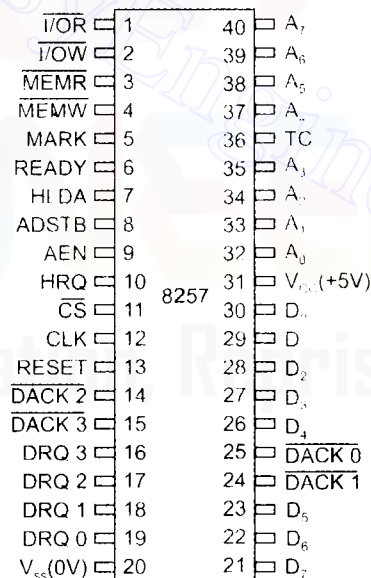 I/OR 1 40 A7
I/OW 2 39 A6
MEMR 3 38 A5
MEMW 4 37 A
MARK 5 36 TC
READY 6 35 A3
HLDA 7 34 A
ADSTB 8 33 A1
AEN 9 32 A0
HRQ 10 31 VCC(+5V)
8257
CS 11 30 D
CLK 12 29 D
RESET 13 28 D2
DACK 2 14 27 D3
DACK 3 15 26 D4
DRQ 3 16 25 DACK 0
DRQ 2 17 24 DACK 1
DRQ 1 18 23 D5
DRQ 0 19 22 D6
VSS(0V) 20 21 D7